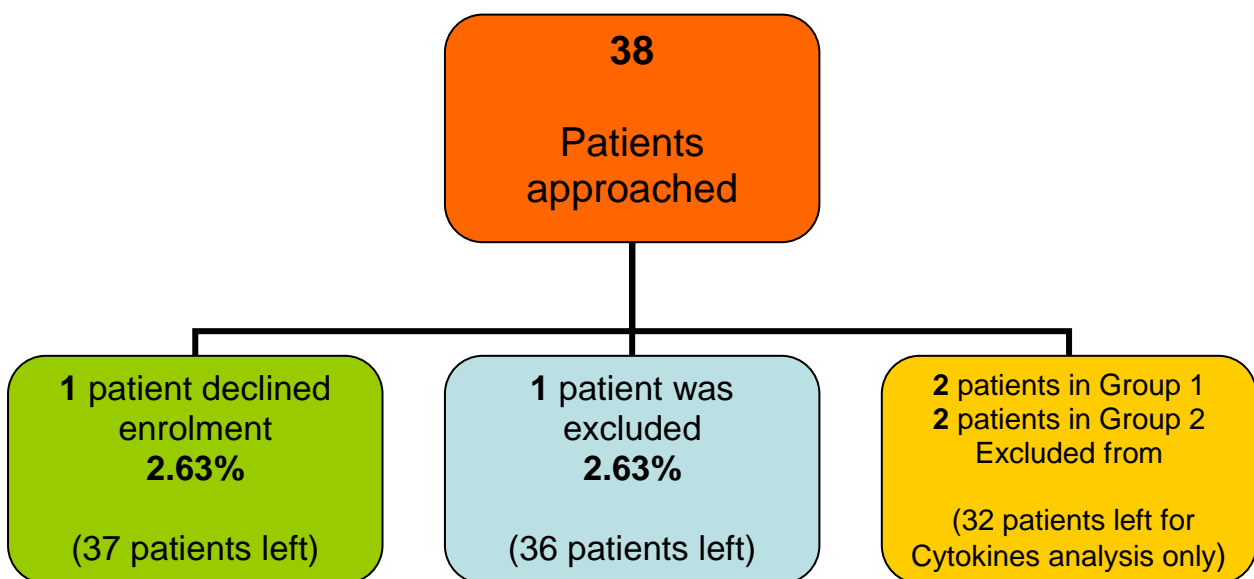 38
Patients
approached
1 patient declined
enrolment
2.63%
(37 patients left)
1 patient was
excluded
2.63%
(36 patients left)
2 patients in Group 1
2 patients in Group 2
Excluded from
(32 patients left for
Cytokines analysis only)